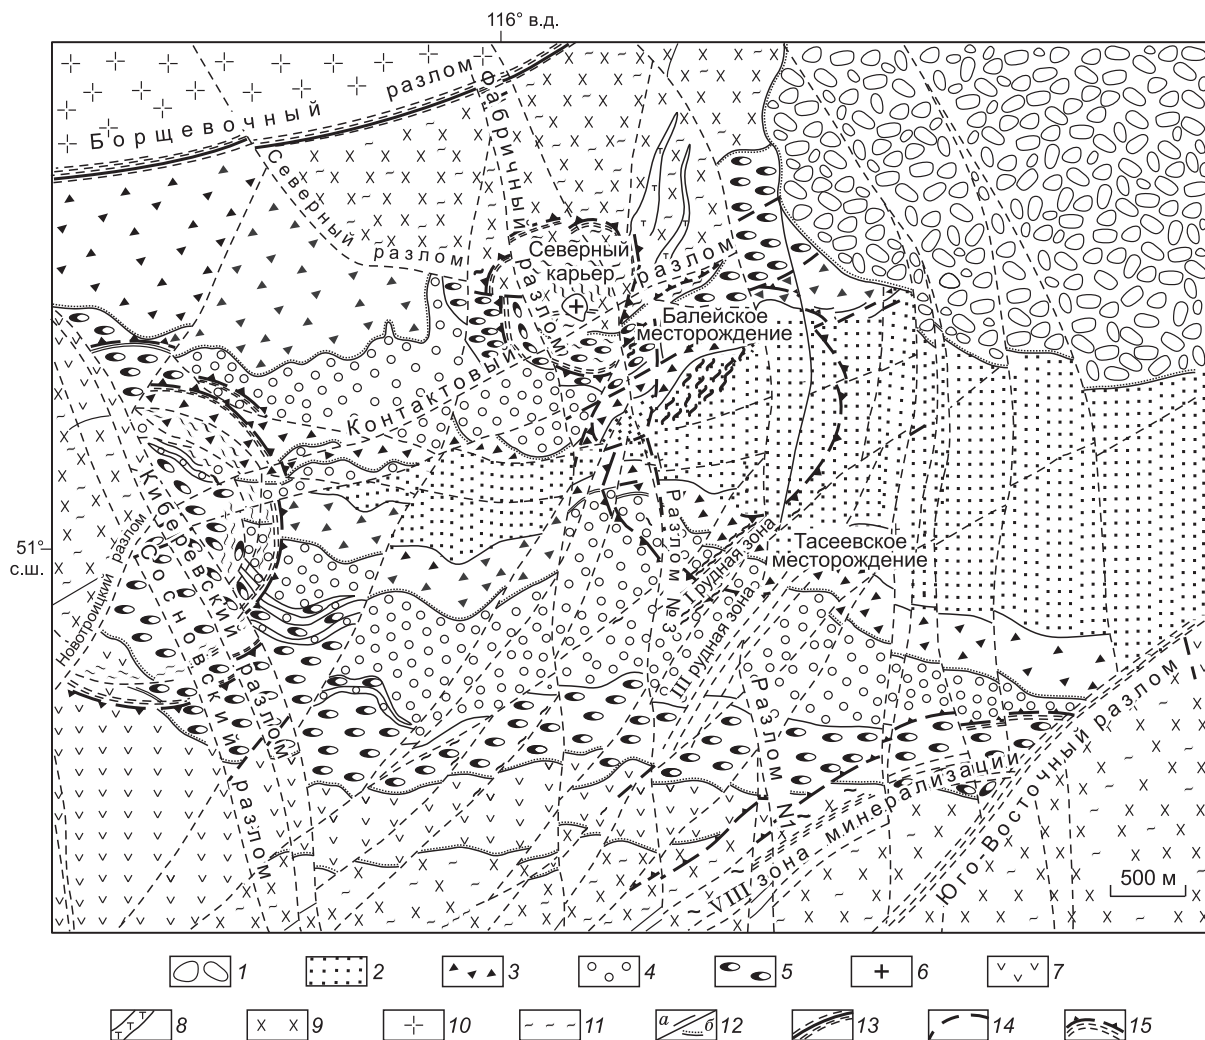 116° в.д.
Борщевочный разлом
Северный разлом
Фабричный разлом
Северный
карьер
разлом
Балейское
месторождение
Контактовый
51°
с.ш.
Новотроицкий разлом
Киберевский разлом
Сосновский разлом
Разлом №3
I рудная зона
III рудная зона
Тасеевское
месторождение
Разлом М1
VIII зона минерализации
Юго-Восточный разлом
500 м
1
2
3
4
5
6
7
8
9
10
11
а
б
12
13
14
15